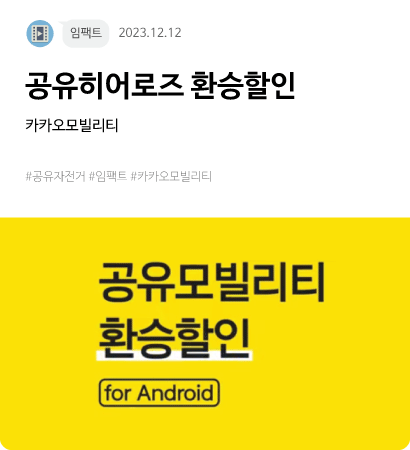 임팩트 2023.12.12
공유히어로즈 환승할인
카카오모빌리티
#공유자전거 #임팩트 #카카오모빌리티
공유모빌리티
환승할인
for Android